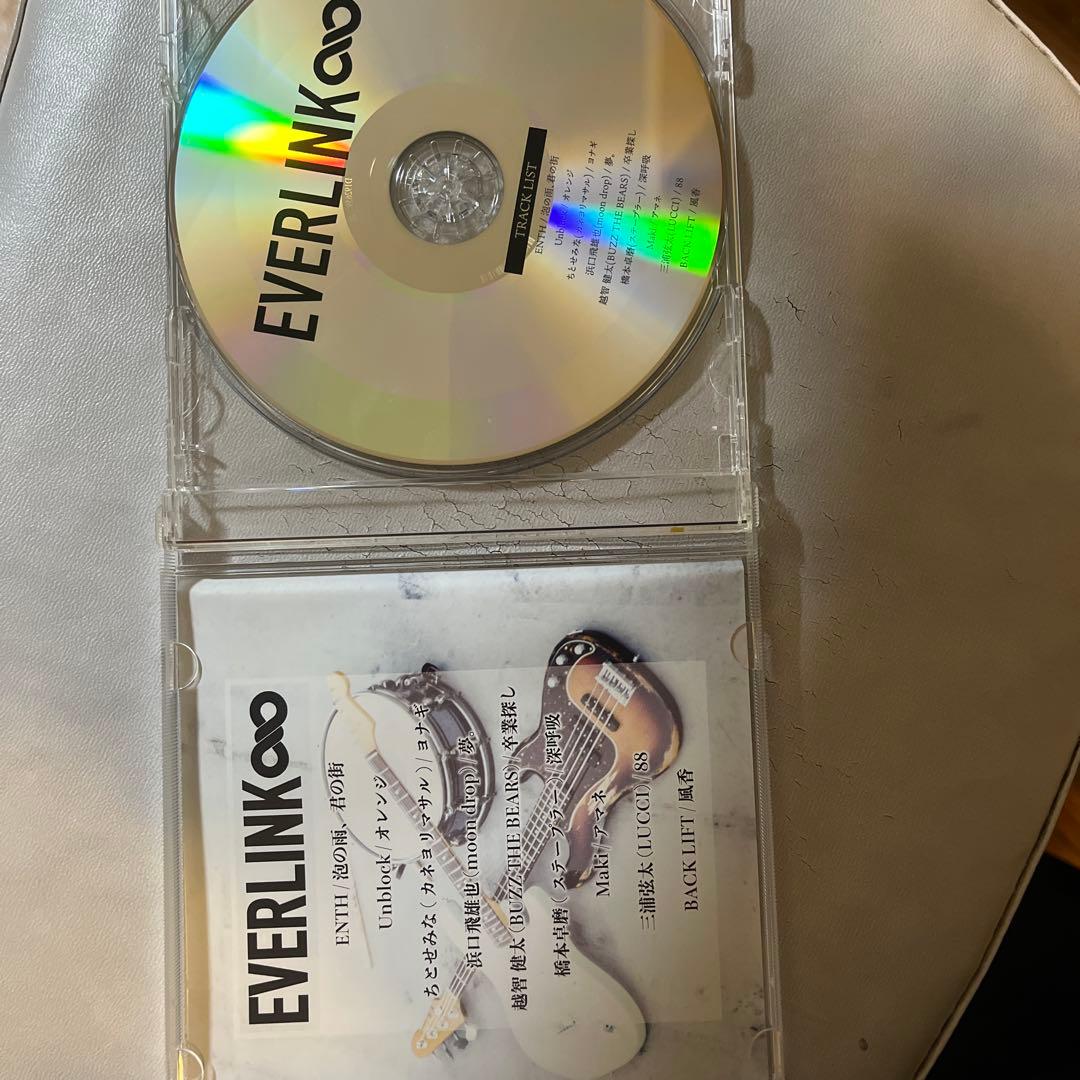 EVERLINK
TRACK LIST
ENTH / 泡の雨、君の街
Unblock / オレンジ
ちとせみな(カネヨリマサル) / ヨナギ
浜口飛雄也(moon drop) / 夢。
越智 健太(BUZZ THE BEARS) / 卒業探し
橋本卓磨(ステープラー) / 深呼吸
Maki / アマネ
三浦弦太(LUCCI) / 88
BACK LIFT / 風香
EVERLINK
ENTH / 泡の雨、君の街
Unblock / オレンジ
ちとせみな(カネヨリマサル) / ヨナギ
浜口飛雄也(moon drop) / 夢。
越智 健太(BUZZ THE BEARS) / 卒業探し
橋本卓磨(ステープラー) / 深呼吸
Maki / アマネ
三浦弦太(LUCCI) / 88
BACK LIFT / 風香